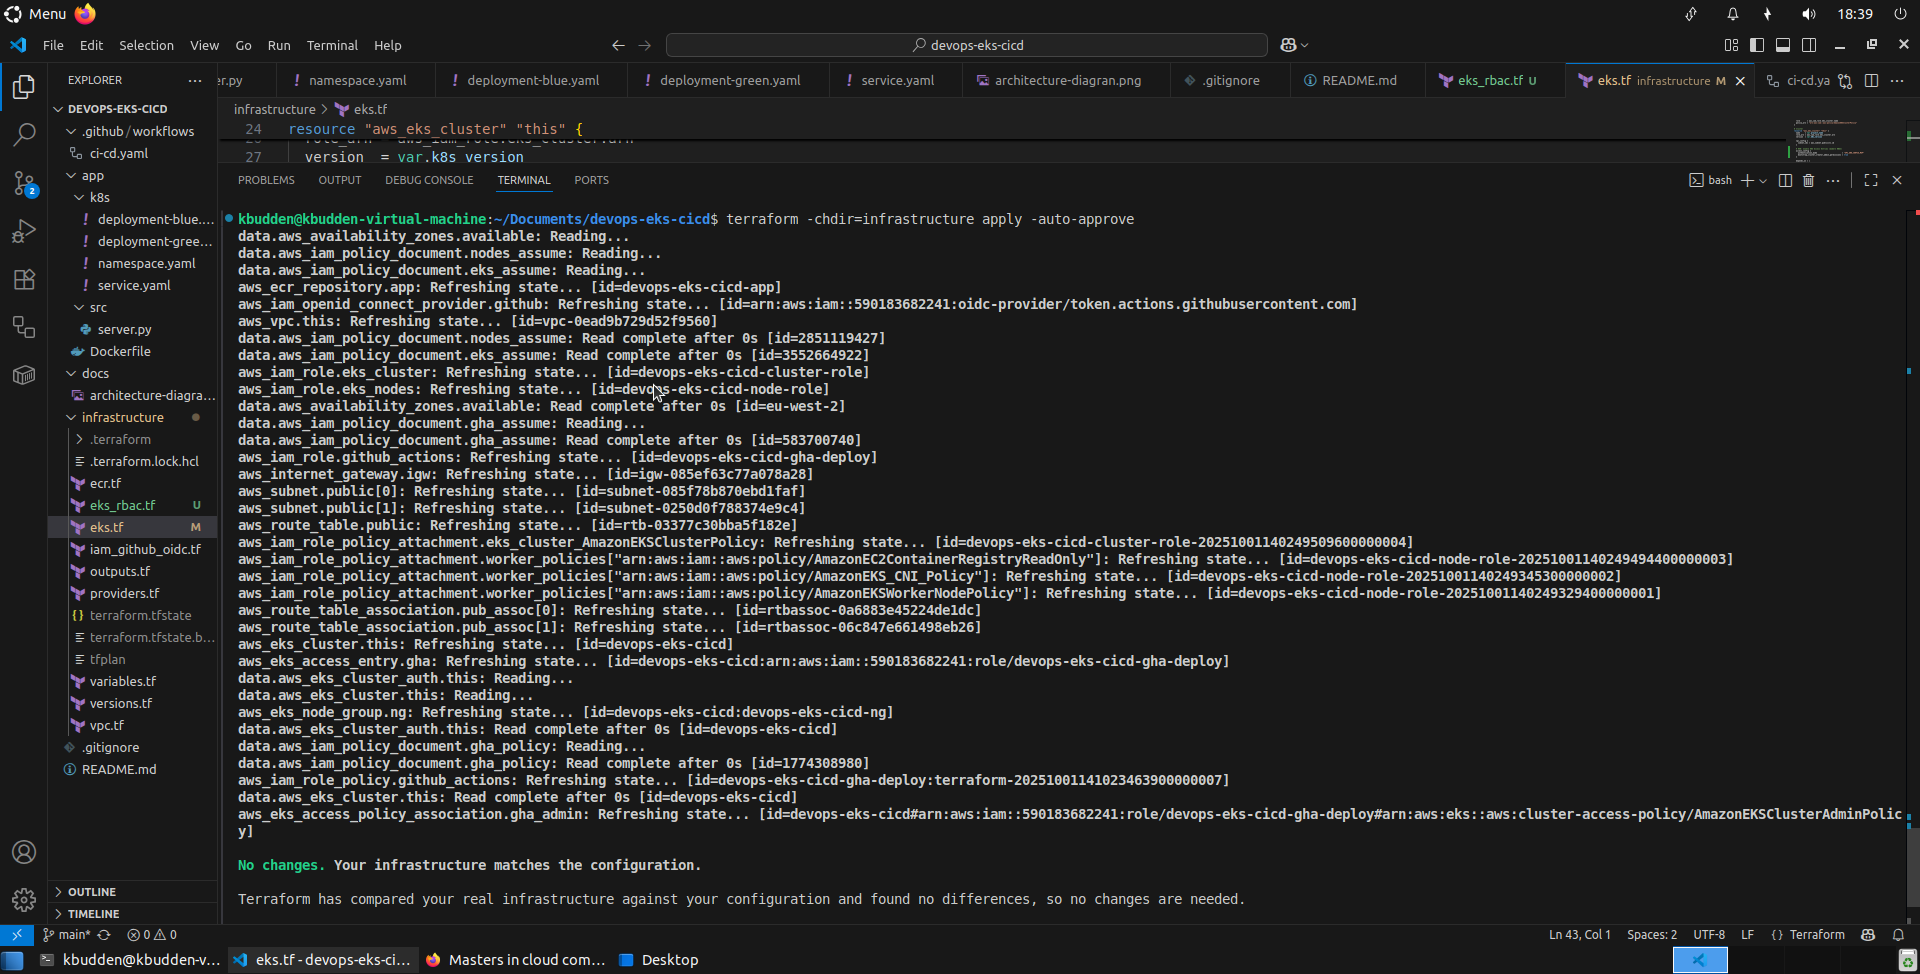 Menu
18:39
File Edit Selection View Go Run Terminal Help
devops-eks-cicd
EXPLORER
er.py
namespace.yaml
deployment-blue.yaml
deployment-green.yaml
service.yaml
architecture-diagran.png
.gitignore
README.md
eks_rbac.tf U
eks.tf infrastructure M
ci-cd.ya
DEVOPS-EKS-CICD
.github/workflows
ci-cd.yaml
app
k8s
deployment-blue....
deployment-gree...
namespace.yaml
service.yaml
src
server.py
Dockerfile
docs
architecture-diagra...
infrastructure
.terraform
.terraform.lock.hcl
ecr.tf
eks_rbac.tf U
eks.tf M
iam_github_oidc.tf
outputs.tf
providers.tf
terraform.tfstate
terraform.tfstate.b...
tfplan
variables.tf
versions.tf
vpc.tf
.gitignore
README.md
OUTLINE
TIMELINE
infrastructure > eks.tf
24 resource "aws_eks_cluster" "this" {
27 version = var.k8s_version
PROBLEMS OUTPUT DEBUG CONSOLE TERMINAL PORTS
bash
kbudden@kbudden-virtual-machine:~/Documents/devops-eks-cicd$ terraform -chdir=infrastructure apply -auto-approve
data.aws_availability_zones.available: Reading...
data.aws_iam_policy_document.nodes_assume: Reading...
data.aws_iam_policy_document.eks_assume: Reading...
aws_ecr_repository.app: Refreshing state... [id=devops-eks-cicd-app]
aws_iam_openid_connect_provider.github: Refreshing state... [id=arn:aws:iam::590183682241:oidc-provider/token.actions.githubusercontent.com]
aws_vpc.this: Refreshing state... [id=vpc-0ead9b729d52f9560]
data.aws_iam_policy_document.nodes_assume: Read complete after 0s [id=2851119427]
data.aws_iam_policy_document.eks_assume: Read complete after 0s [id=3552664922]
aws_iam_role.eks_cluster: Refreshing state... [id=devops-eks-cicd-cluster-role]
aws_iam_role.eks_nodes: Refreshing state... [id=devops-eks-cicd-node-role]
data.aws_availability_zones.available: Read complete after 0s [id=eu-west-2]
data.aws_iam_policy_document.gha_assume: Reading...
data.aws_iam_policy_document.gha_assume: Read complete after 0s [id=583700740]
aws_iam_role.github_actions: Refreshing state... [id=devops-eks-cicd-gha-deploy]
aws_internet_gateway.igw: Refreshing state... [id=igw-085ef63c77a078a28]
aws_subnet.public[0]: Refreshing state... [id=subnet-085f78b870ebd1faf]
aws_subnet.public[1]: Refreshing state... [id=subnet-0250d0f788374e9c4]
aws_route_table.public: Refreshing state... [id=rtb-03377c30bba5f182e]
aws_iam_role_policy_attachment.eks_cluster_AmazonEKSClusterPolicy: Refreshing state... [id=devops-eks-cicd-cluster-role-20251001140249509600000004]
aws_iam_role_policy_attachment.worker_policies["arn:aws:iam::aws:policy/AmazonEC2ContainerRegistryReadOnly"]: Refreshing state... [id=devops-eks-cicd-node-role-20251001140249494400000003]
aws_iam_role_policy_attachment.worker_policies["arn:aws:iam::aws:policy/AmazonEKS_CNI_Policy"]: Refreshing state... [id=devops-eks-cicd-node-role-20251001140249345300000002]
aws_iam_role_policy_attachment.worker_policies["arn:aws:iam::aws:policy/AmazonEKSWorkerNodePolicy"]: Refreshing state... [id=devops-eks-cicd-node-role-20251001140249329400000001]
aws_route_table_association.pub_assoc[0]: Refreshing state... [id=rtbassoc-0a6883e45224de1dc]
aws_route_table_association.pub_assoc[1]: Refreshing state... [id=rtbassoc-06c847e661498eb26]
aws_eks_cluster.this: Refreshing state... [id=devops-eks-cicd]
aws_eks_access_entry.gha: Refreshing state... [id=devops-eks-cicd:arn:aws:iam::590183682241:role/devops-eks-cicd-gha-deploy]
data.aws_eks_cluster_auth.this: Reading...
data.aws_eks_cluster.this: Reading...
aws_eks_node_group.ng: Refreshing state... [id=devops-eks-cicd:devops-eks-cicd-ng]
data.aws_eks_cluster_auth.this: Read complete after 0s [id=devops-eks-cicd]
data.aws_iam_policy_document.gha_policy: Reading...
data.aws_iam_policy_document.gha_policy: Read complete after 0s [id=1774308980]
aws_iam_role_policy.github_actions: Refreshing state... [id=devops-eks-cicd-gha-deploy:terraform-20251001141023463900000007]
data.aws_eks_cluster.this: Read complete after 0s [id=devops-eks-cicd]
aws_eks_access_policy_association.gha_admin: Refreshing state... [id=devops-eks-cicd#arn:aws:iam::590183682241:role/devops-eks-cicd-gha-deploy#arn:aws:eks::aws:cluster-access-policy/AmazonEKSClusterAdminPolic
y]
No changes. Your infrastructure matches the configuration.
Terraform has compared your real infrastructure against your configuration and found no differences, so no changes are needed.
2
main* 0 0
Ln 43, Col 1 Spaces: 2 UTF-8 LF {} Terraform
kbudden@kbudden-v...
eks.tf - devops-eks-ci...
Masters in cloud com...
Desktop